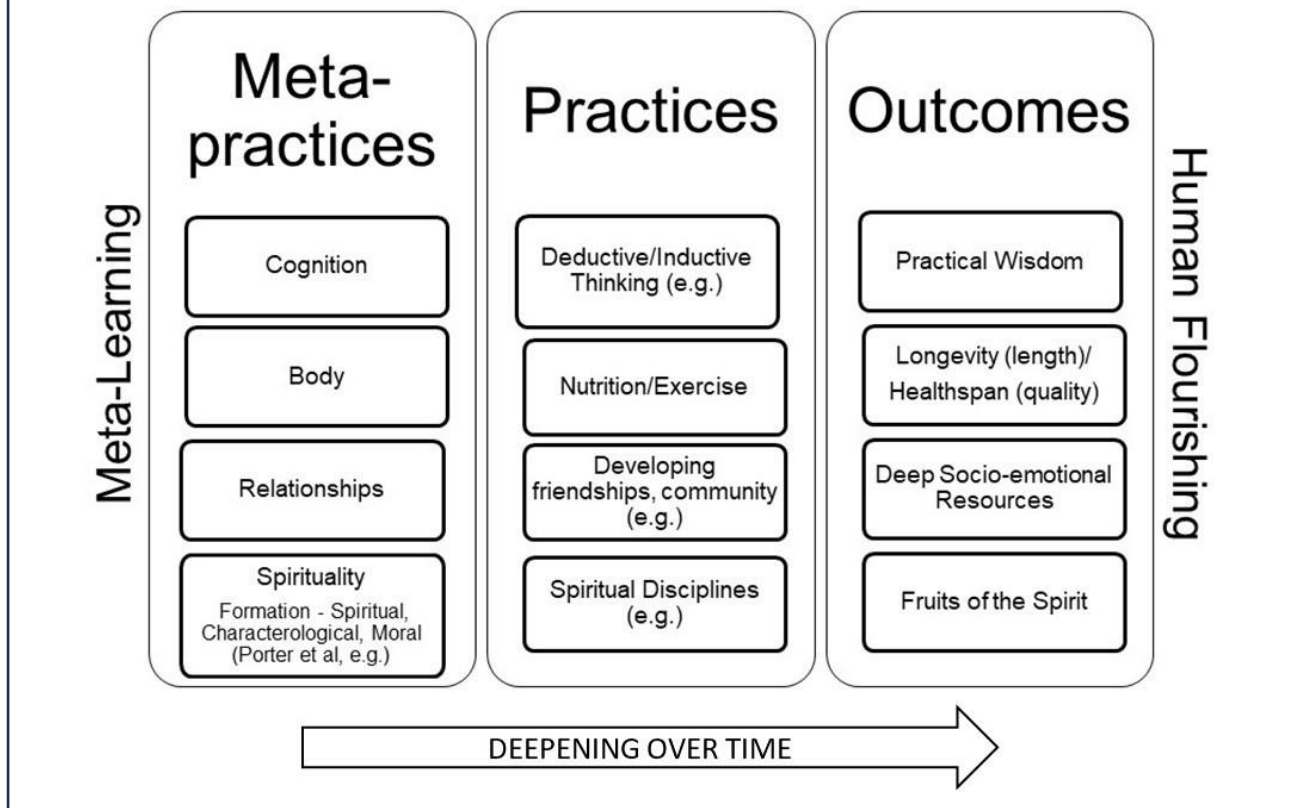 Meta-Learning
Meta-
practices
Cognition
Body
Relationships
Spirituality
Formation - Spiritual,
Characterological, Moral
(Porter et al, e.g.)
Practices
Deductive/Inductive
Thinking (e.g.)
Nutrition/Exercise
Developing
friendships, community
(e.g.)
Spiritual Disciplines
(e.g.)
Outcomes
Practical Wisdom
Longevity (length)/
Healthspan (quality)
Deep Socio-emotional
Resources
Fruits of the Spirit
Human Flourishing
DEEPENING OVER TIME